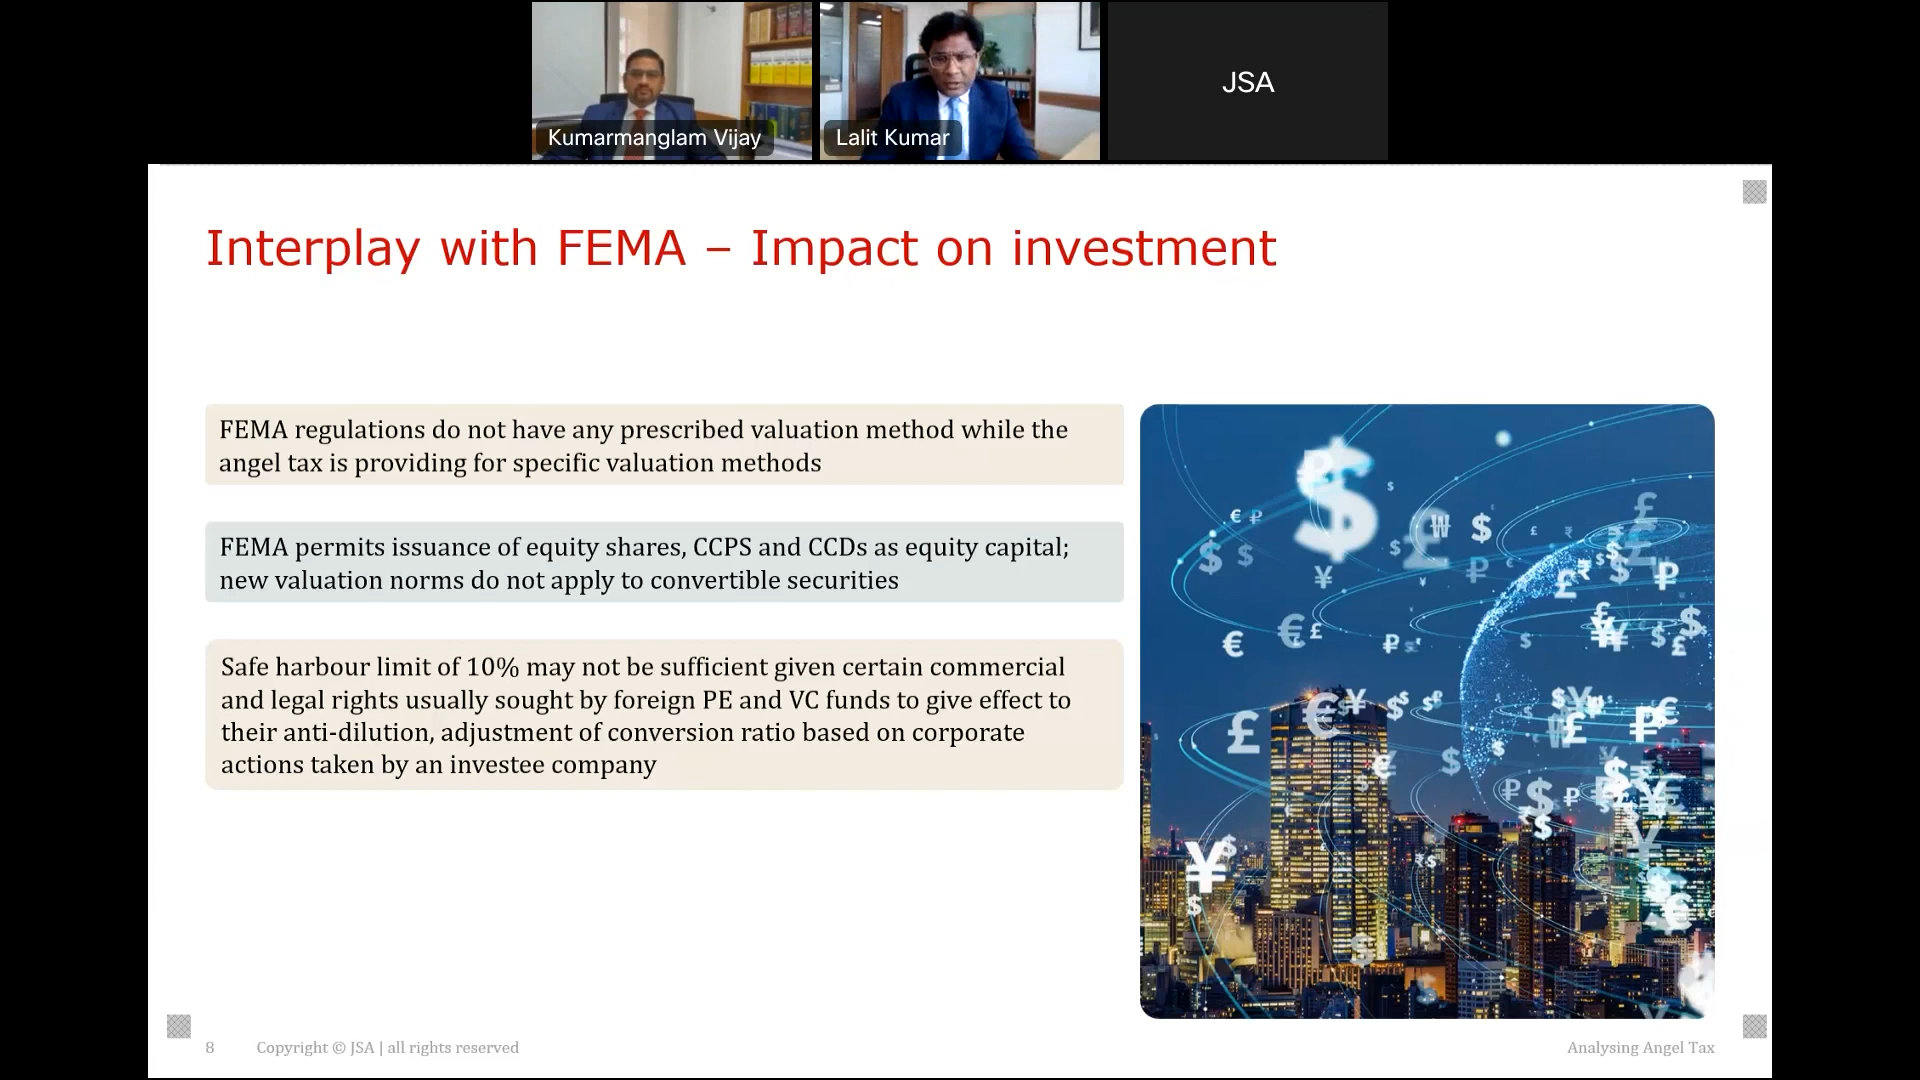 Kumarmanglam Vijay
Lalit Kumar
JSA
Interplay with FEMA – Impact on investment
FEMA regulations do not have any prescribed valuation method while the
angel tax is providing for specific valuation methods
FEMA permits issuance of equity shares, CCPS and CCDs as equity capital;
new valuation norms do not apply to convertible securities
Safe harbour limit of 10% may not be sufficient given certain commercial
and legal rights usually sought by foreign PE and VC funds to give effect to
their anti-dilution, adjustment of conversion ratio based on corporate
actions taken by an investee company
8
Copyright © JSA | all rights reserved
Analysing Angel Tax